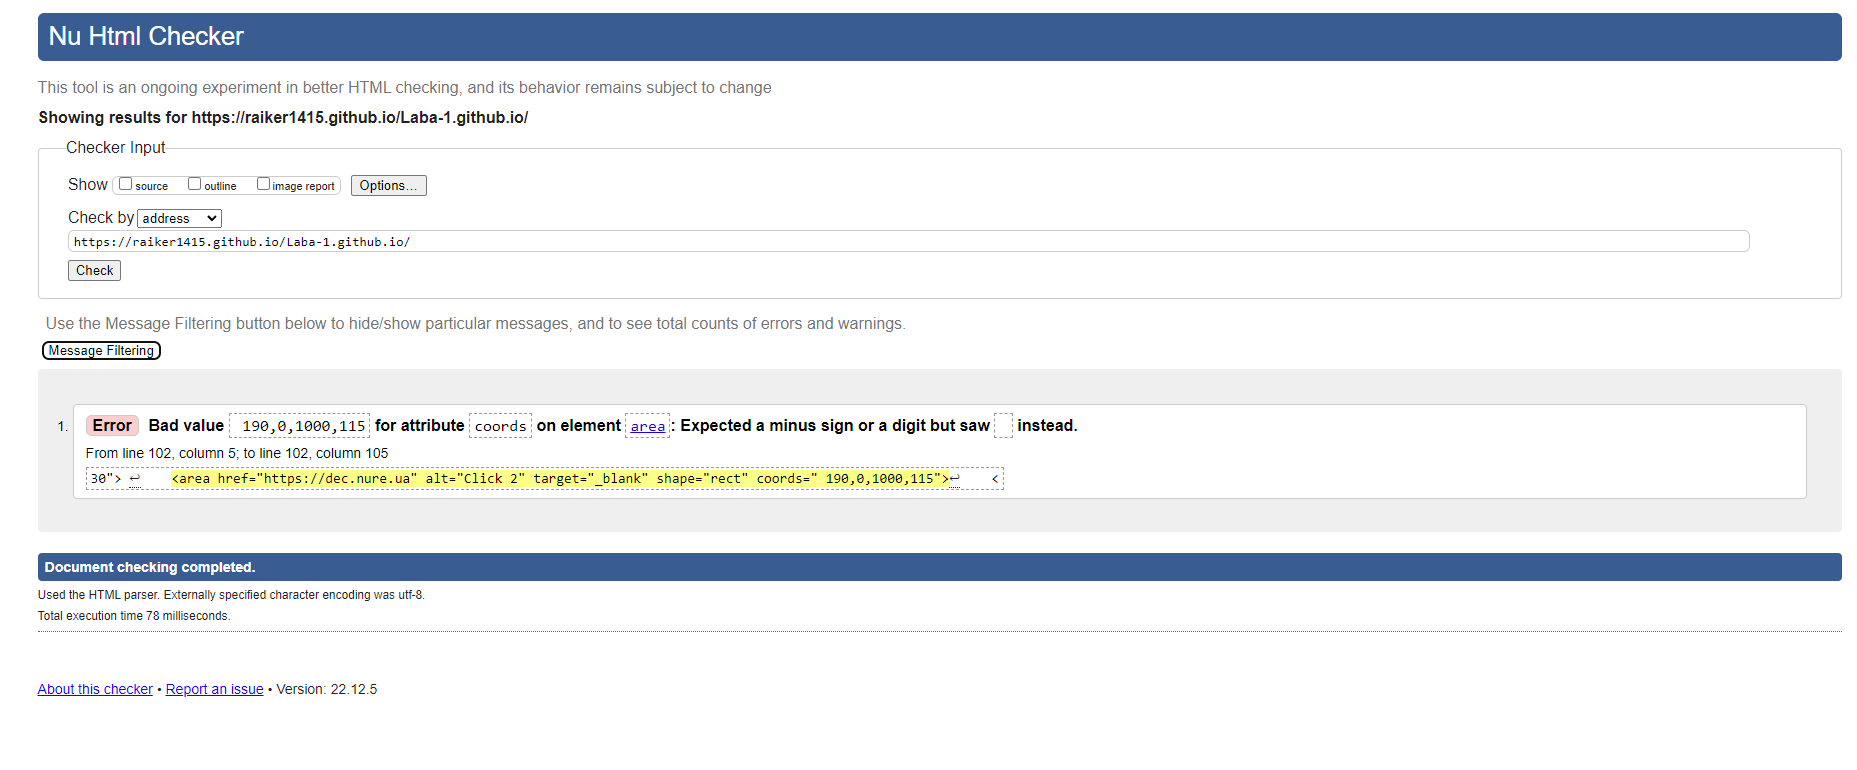 Nu Html Checker
This tool is an ongoing experiment in better HTML checking, and its behavior remains subject to change
Showing results for https://raiker1415.github.io/Laba-1.github.io/
Checker Input
Show source outline image report Options...
Check by address
https://raiker1415.github.io/Laba-1.github.io/
Check
Use the Message Filtering button below to hide/show particular messages, and to see total counts of errors and warnings.
Message Filtering
1. Error Bad value 190,0,1000,115 for attribute coords on element area: Expected a minus sign or a digit but saw instead.
From line 102, column 5; to line 102, column 105
30"> ↩ <area href="https://dec.nure.ua" alt="Click 2" target="_blank" shape="rect" coords=" 190,0,1000,115">↩ <
Document checking completed.
Used the HTML parser. Externally specified character encoding was utf-8.
Total execution time 78 milliseconds.
About this checker • Report an issue • Version: 22.12.5